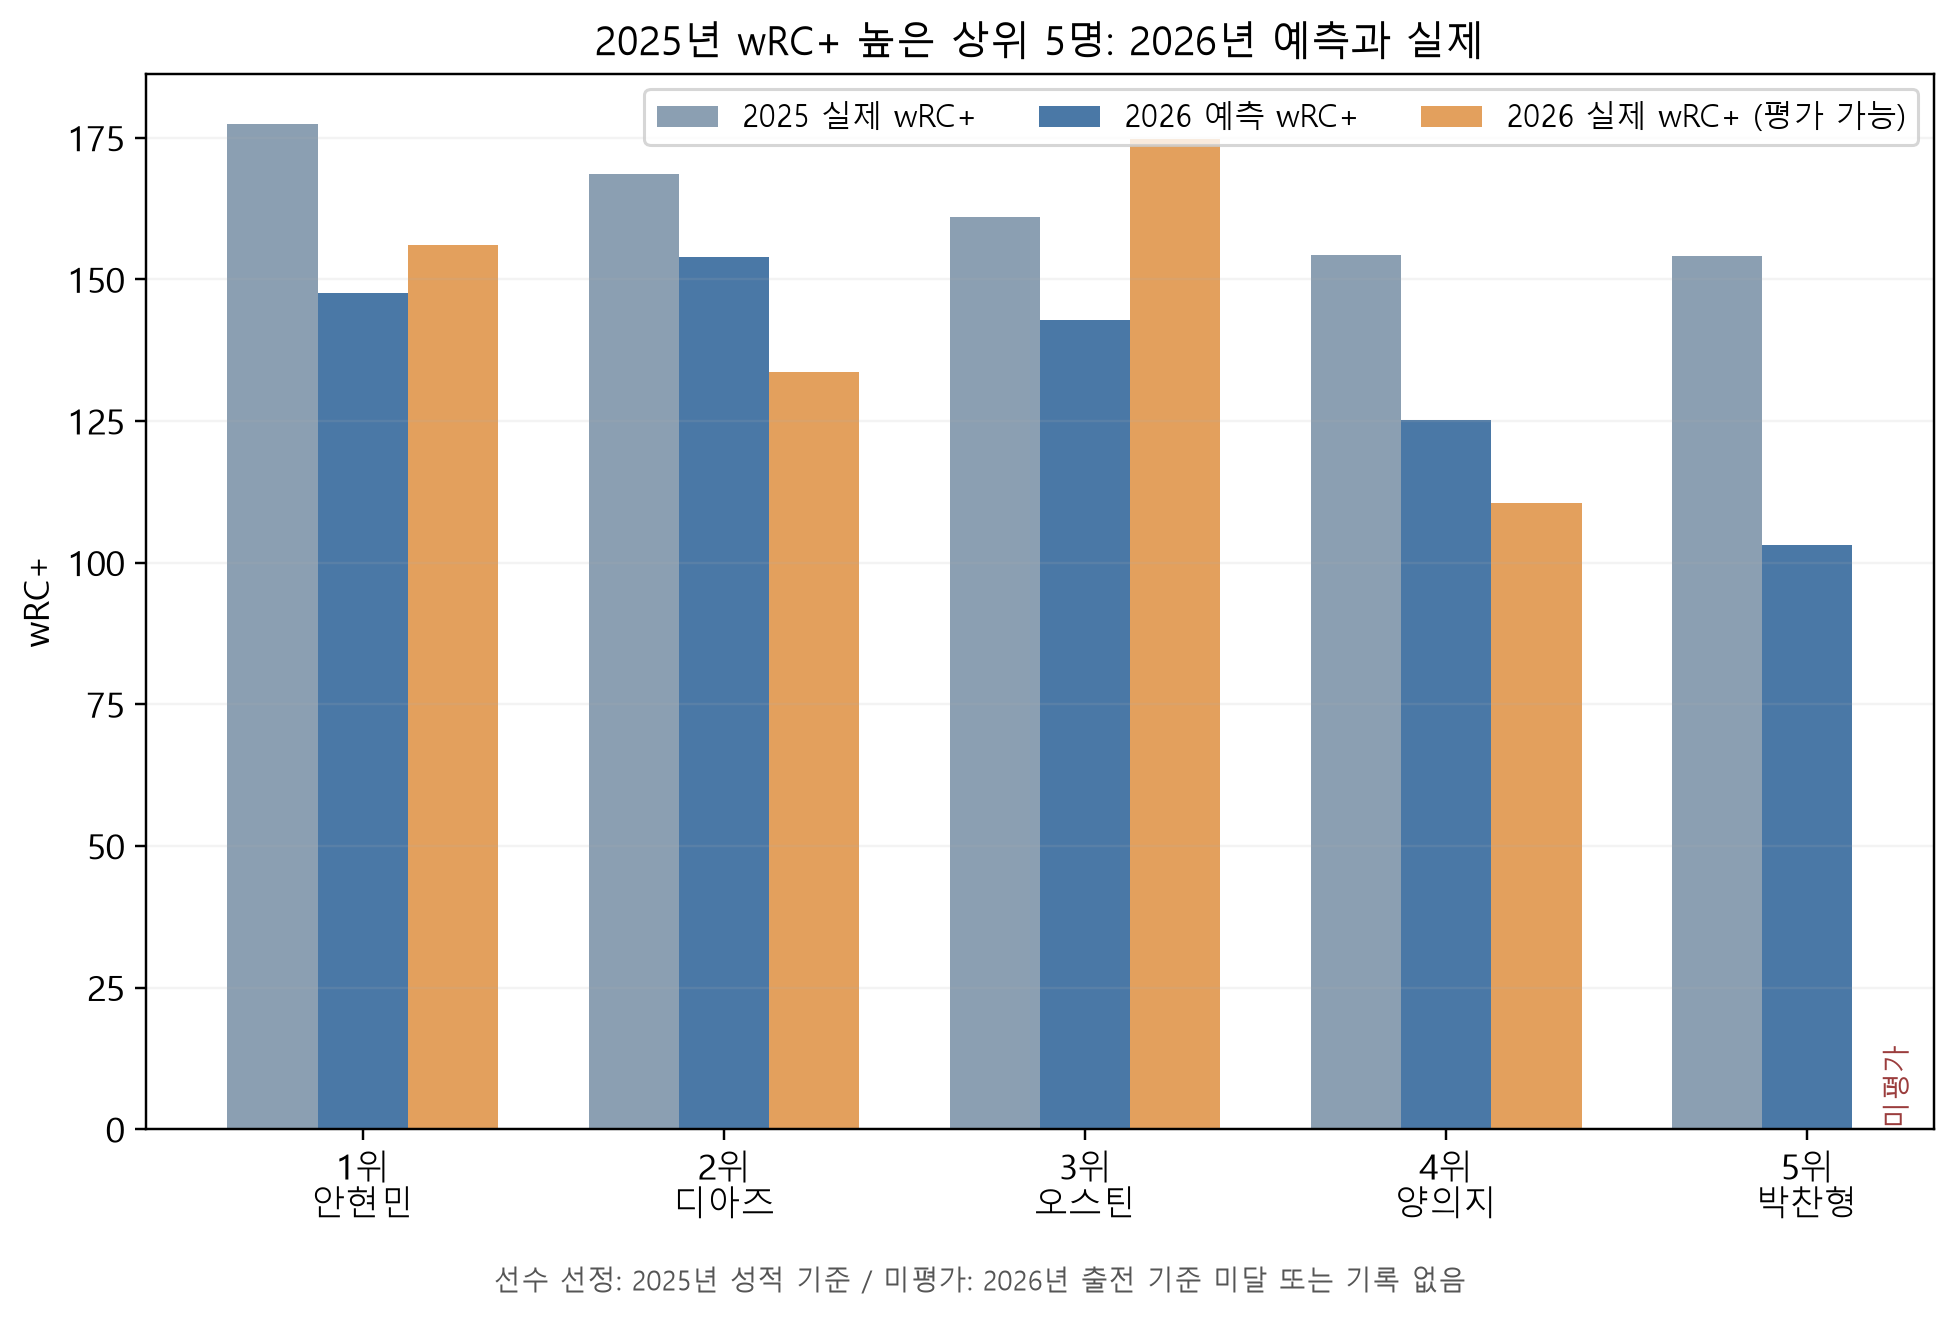 2025년 wRC+ 높은 상위 5명: 2026년 예측과 실제
2025 실제 wRC+
2026 예측 wRC+
2026 실제 wRC+ (평가 가능)
wRC+
175
150
125
100
75
50
25
0
미평가
1위
안현민
2위
디아즈
3위
오스틴
4위
양의지
5위
박찬형
선수 선정: 2025년 성적 기준 / 미평가: 2026년 출전 기준 미달 또는 기록 없음